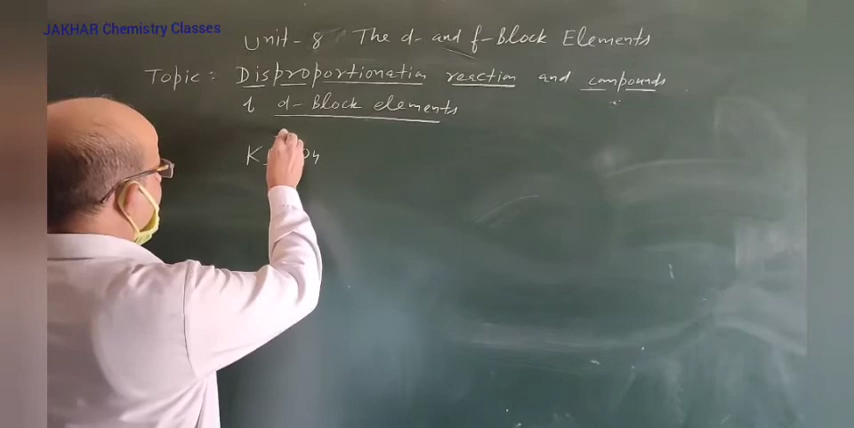 JAKHAR Chemistry Classes
Unit-8 The d- and f-Block Elements
Topic: Disproportionation reaction and compounds
of d-Block elements
K